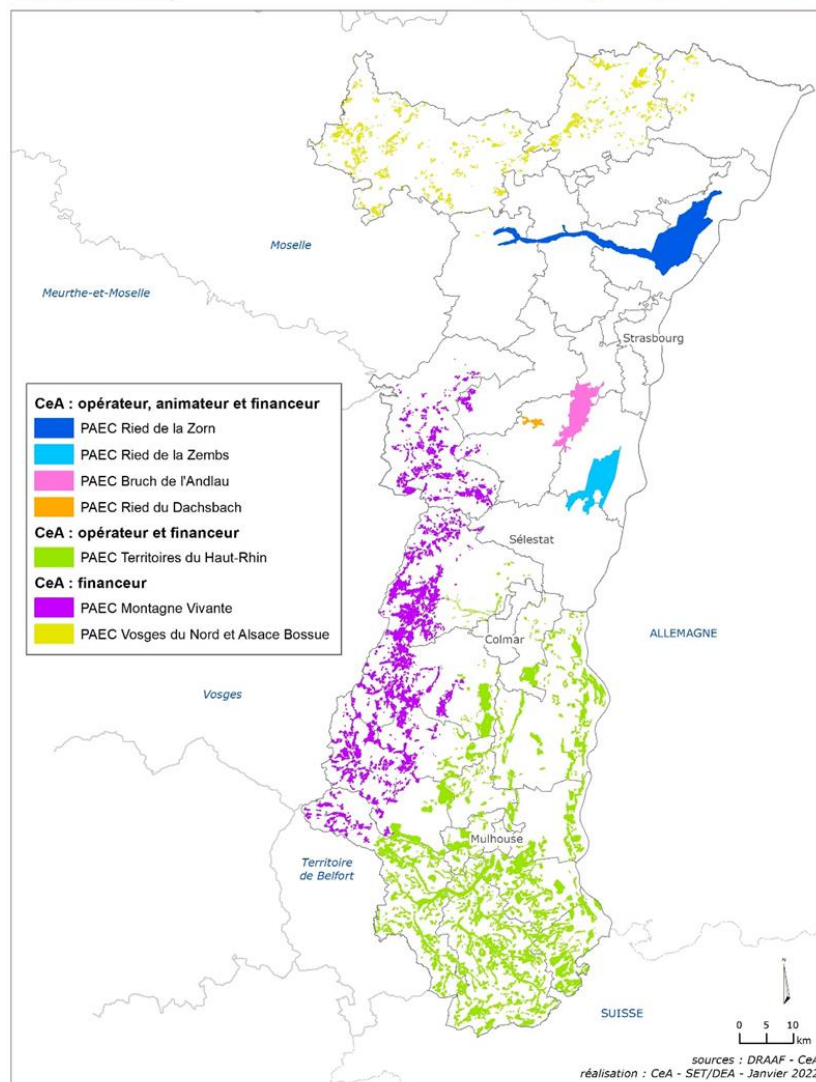 Moselle
Meurthe-et-Moselle
Strasbourg
CeA : opérateur, animateur et financeur
PAEC Ried de la Zorn
PAEC Ried de la Zembs
PAEC Bruch de l'Andlau
PAEC Ried du Dachsbach
CeA : opérateur et financeur
PAEC Territoires du Haut-Rhin
CeA : financeur
PAEC Montagne Vivante
PAEC Vosges du Nord et Alsace Bossue
Sélestat
Colmar
ALLEMAGNE
Vosges
Mulhouse
Territoire
de Belfort
SUISSE
N
0 5 10
km
sources : DRAAF - CeA
réalisation : CeA - SET/DEA - Janvier 2022